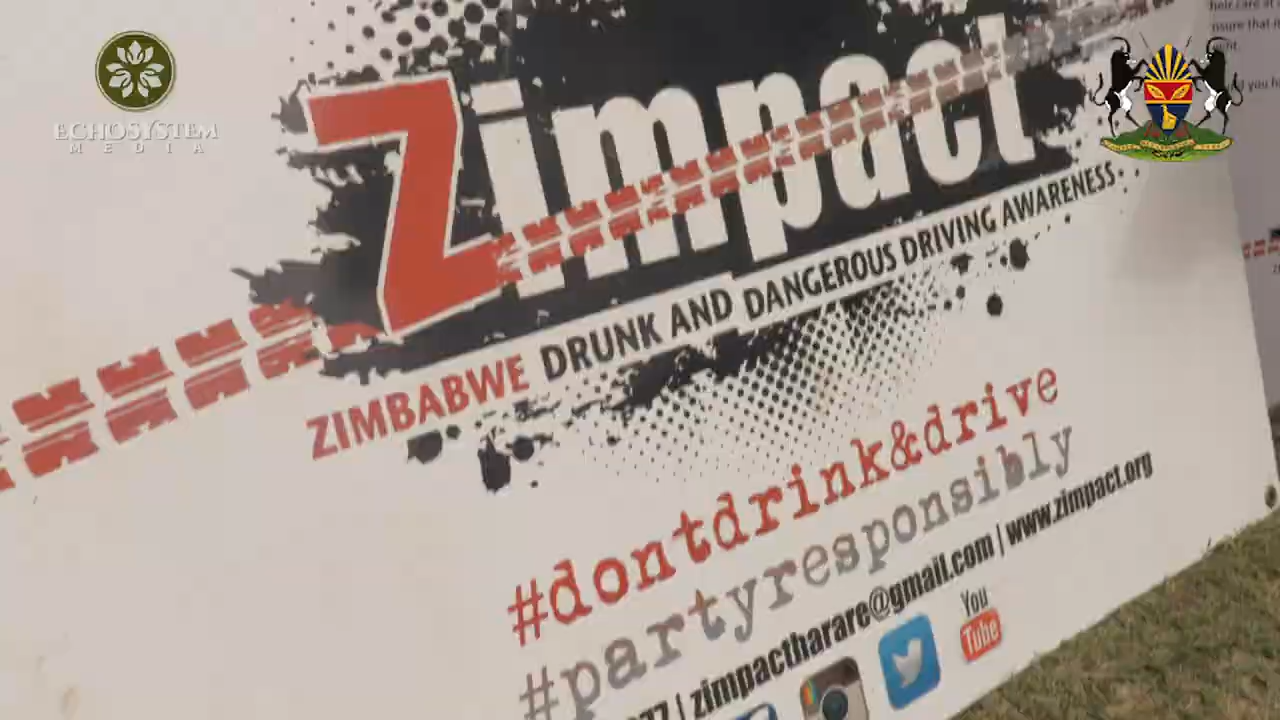 ECHOSYSTEM
MEDIA
Zimpact
ZIMBABWE DRUNK AND DANGEROUS DRIVING AWARENESS
#dontdrink&drive
#partyresponsibly
77 | zimpactharare@gmail.com | www.zimpact.org
You
Tube